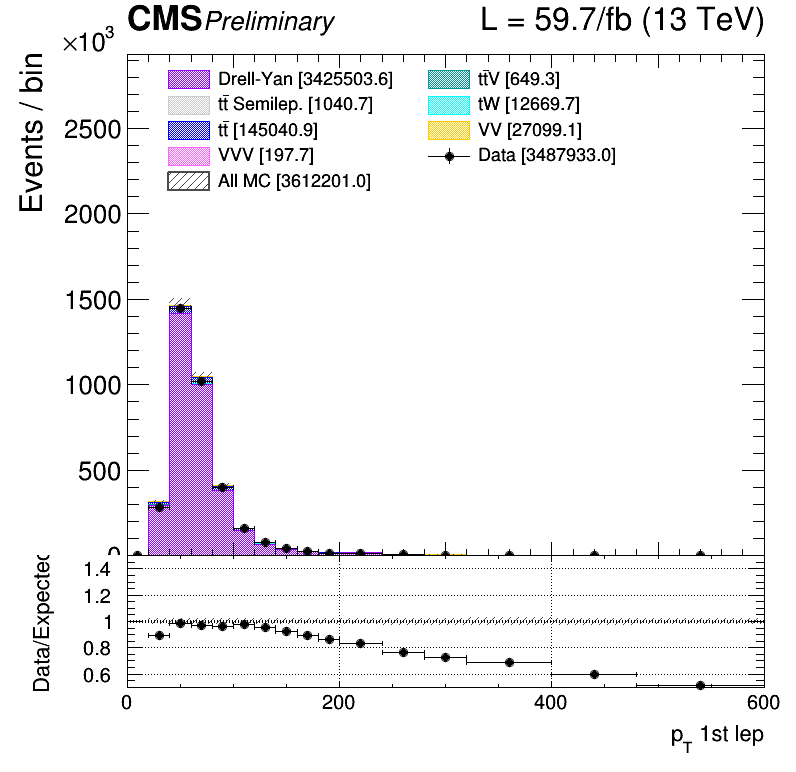 CMS Preliminary L = 59.7/fb (13 TeV)
×10³
Events / bin
Drell-Yan [3425503.6]
tt̄ Semilep. [1040.7]
tt̄ [145040.9]
VVV [197.7]
All MC [3612201.0]
tt̄V [649.3]
tW [12669.7]
VV [27099.1]
Data [3487933.0]
2500
2000
1500
1000
500
0
Data/Expected
1.4
1.2
1
0.8
0.6
0 200 400 600
p_T 1st lep